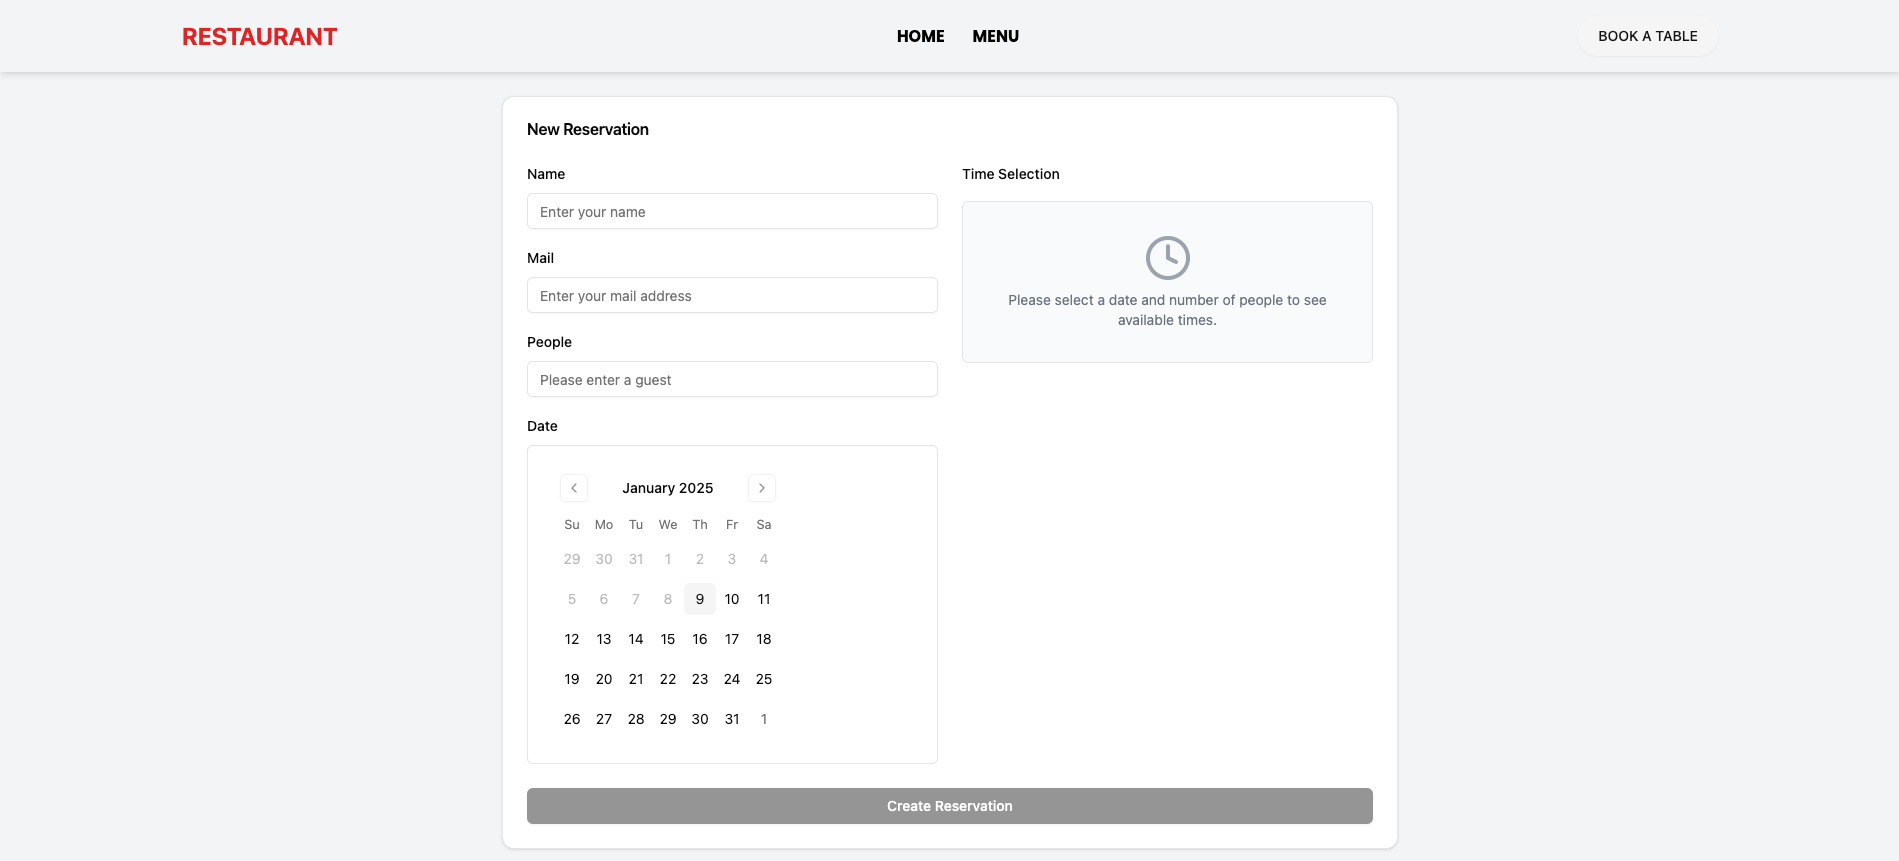 RESTAURANT
HOME MENU
BOOK A TABLE
New Reservation
Name
Enter your name
Mail
Enter your mail address
People
Please enter a guest
Date
January 2025
Su Mo Tu We Th Fr Sa
29 30 31 1 2 3 4
5 6 7 8 9 10 11
12 13 14 15 16 17 18
19 20 21 22 23 24 25
26 27 28 29 30 31 1
Time Selection
Please select a date and number of people to see
available times.
Create Reservation